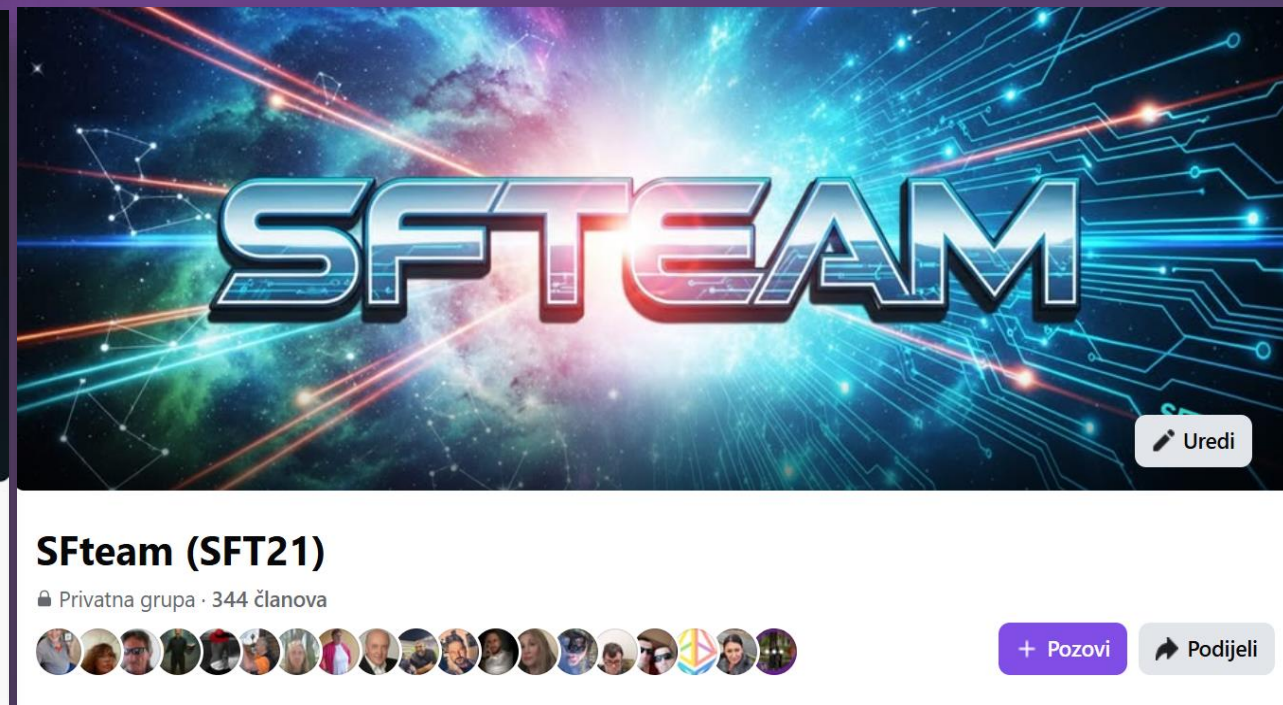 SFTEAM
Uredi
SFteam (SFT21)
Privatna grupa · 344 članova
+ Pozovi
Podijeli